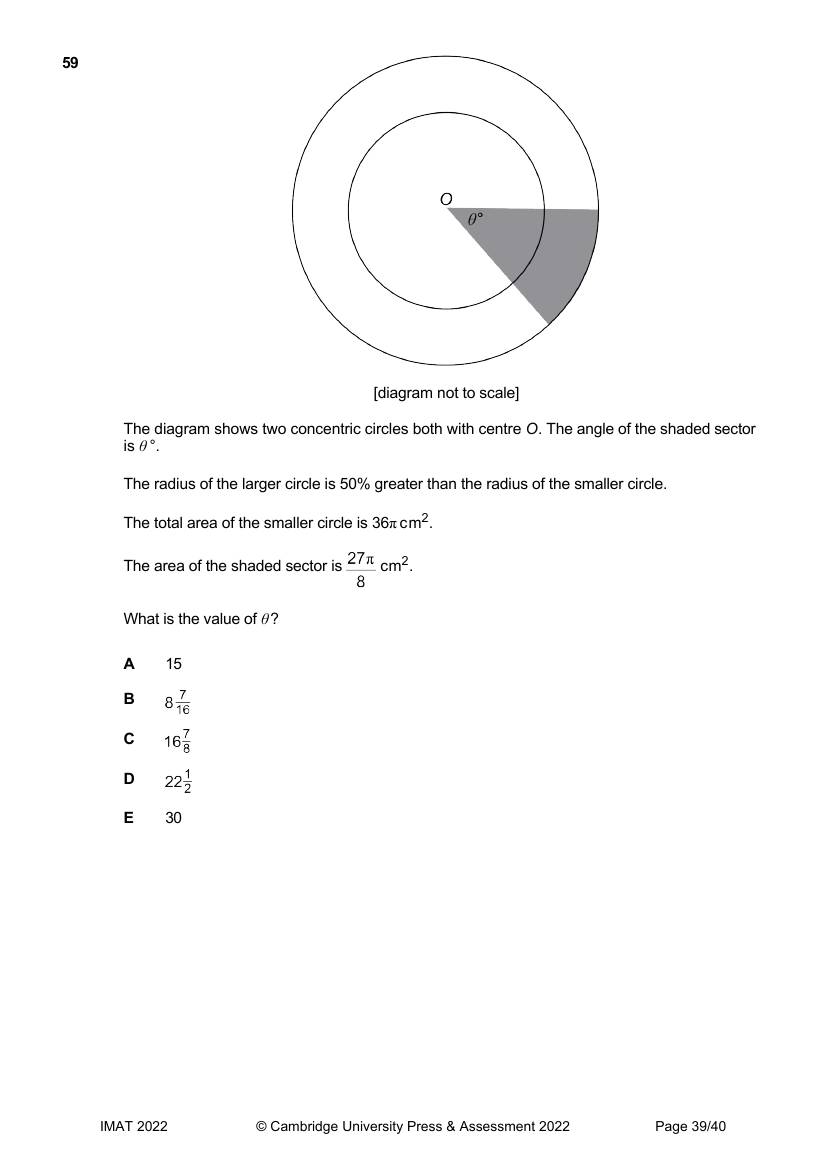 59
O
θ°
[diagram not to scale]
The diagram shows two concentric circles both with centre O. The angle of the shaded sector
is θ°.
The radius of the larger circle is 50% greater than the radius of the smaller circle.
The total area of the smaller circle is 36π cm².
The area of the shaded sector is 27π/8 cm².
What is the value of θ?
A 15
B 8 7/16
C 16 7/8
D 22 1/2
E 30
IMAT 2022 © Cambridge University Press & Assessment 2022 Page 39/40